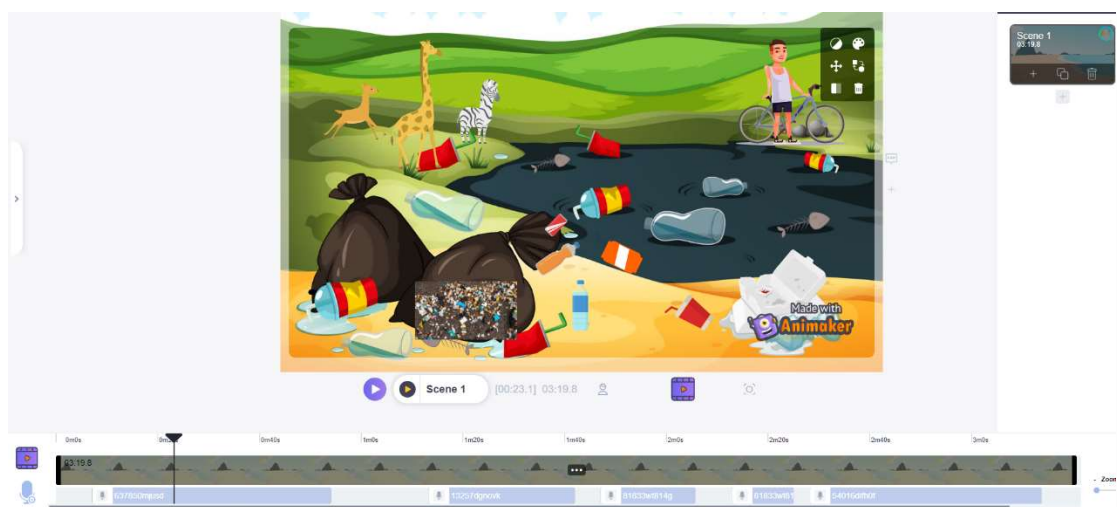 Scene 1
03:19.8
Made with
Animaker
Scene 1
[00:23.1] 03:19.8
0m0s
0m40s
1m0s
1m20s
1m40s
2m0s
2m20s
2m40s
3m0s
03:19.8
- Zoom